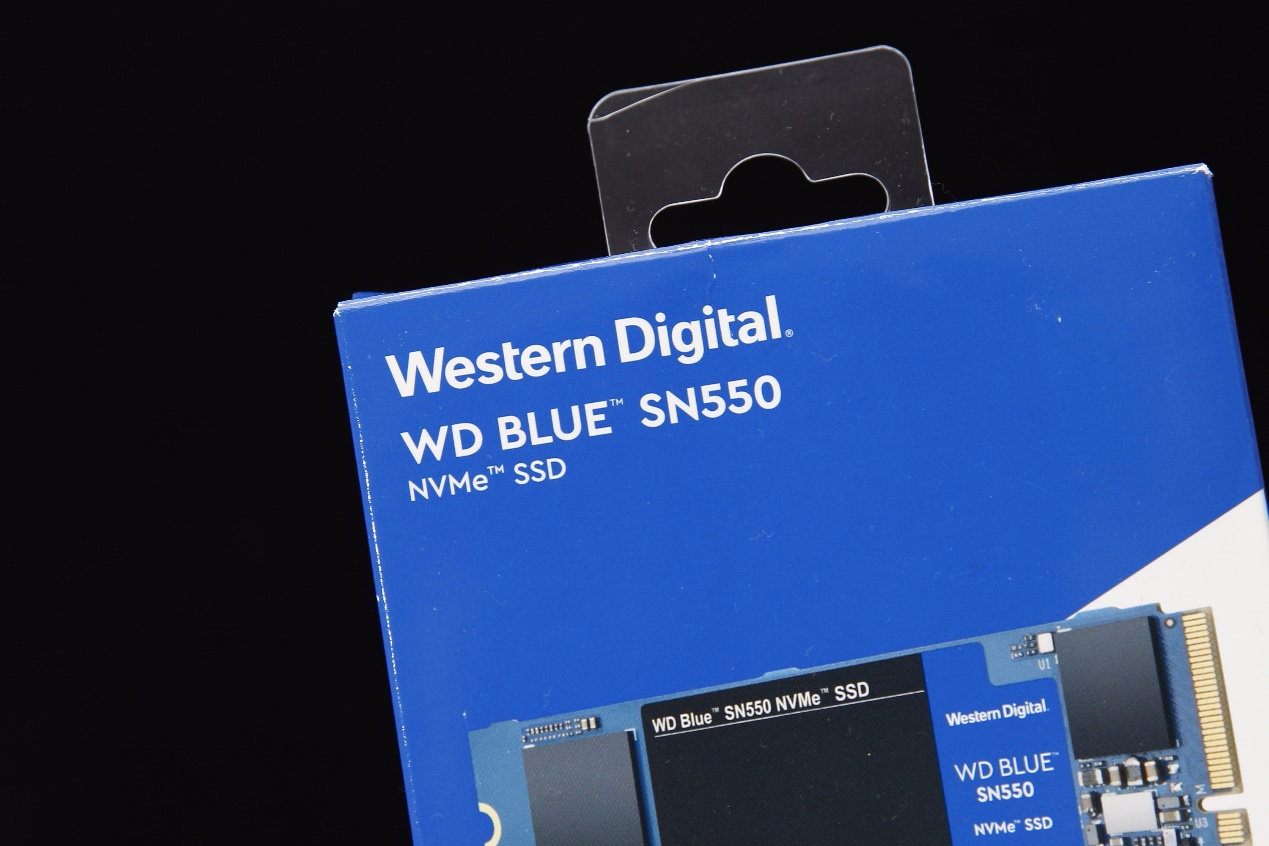 Western Digital®
WD BLUE™ SN550
NVMe™ SSD
WD Blue™ SN550 NVMe™ SSD
Western Digital®
WD BLUE™
SN550
NVMe™ SSD
U1
M
U3